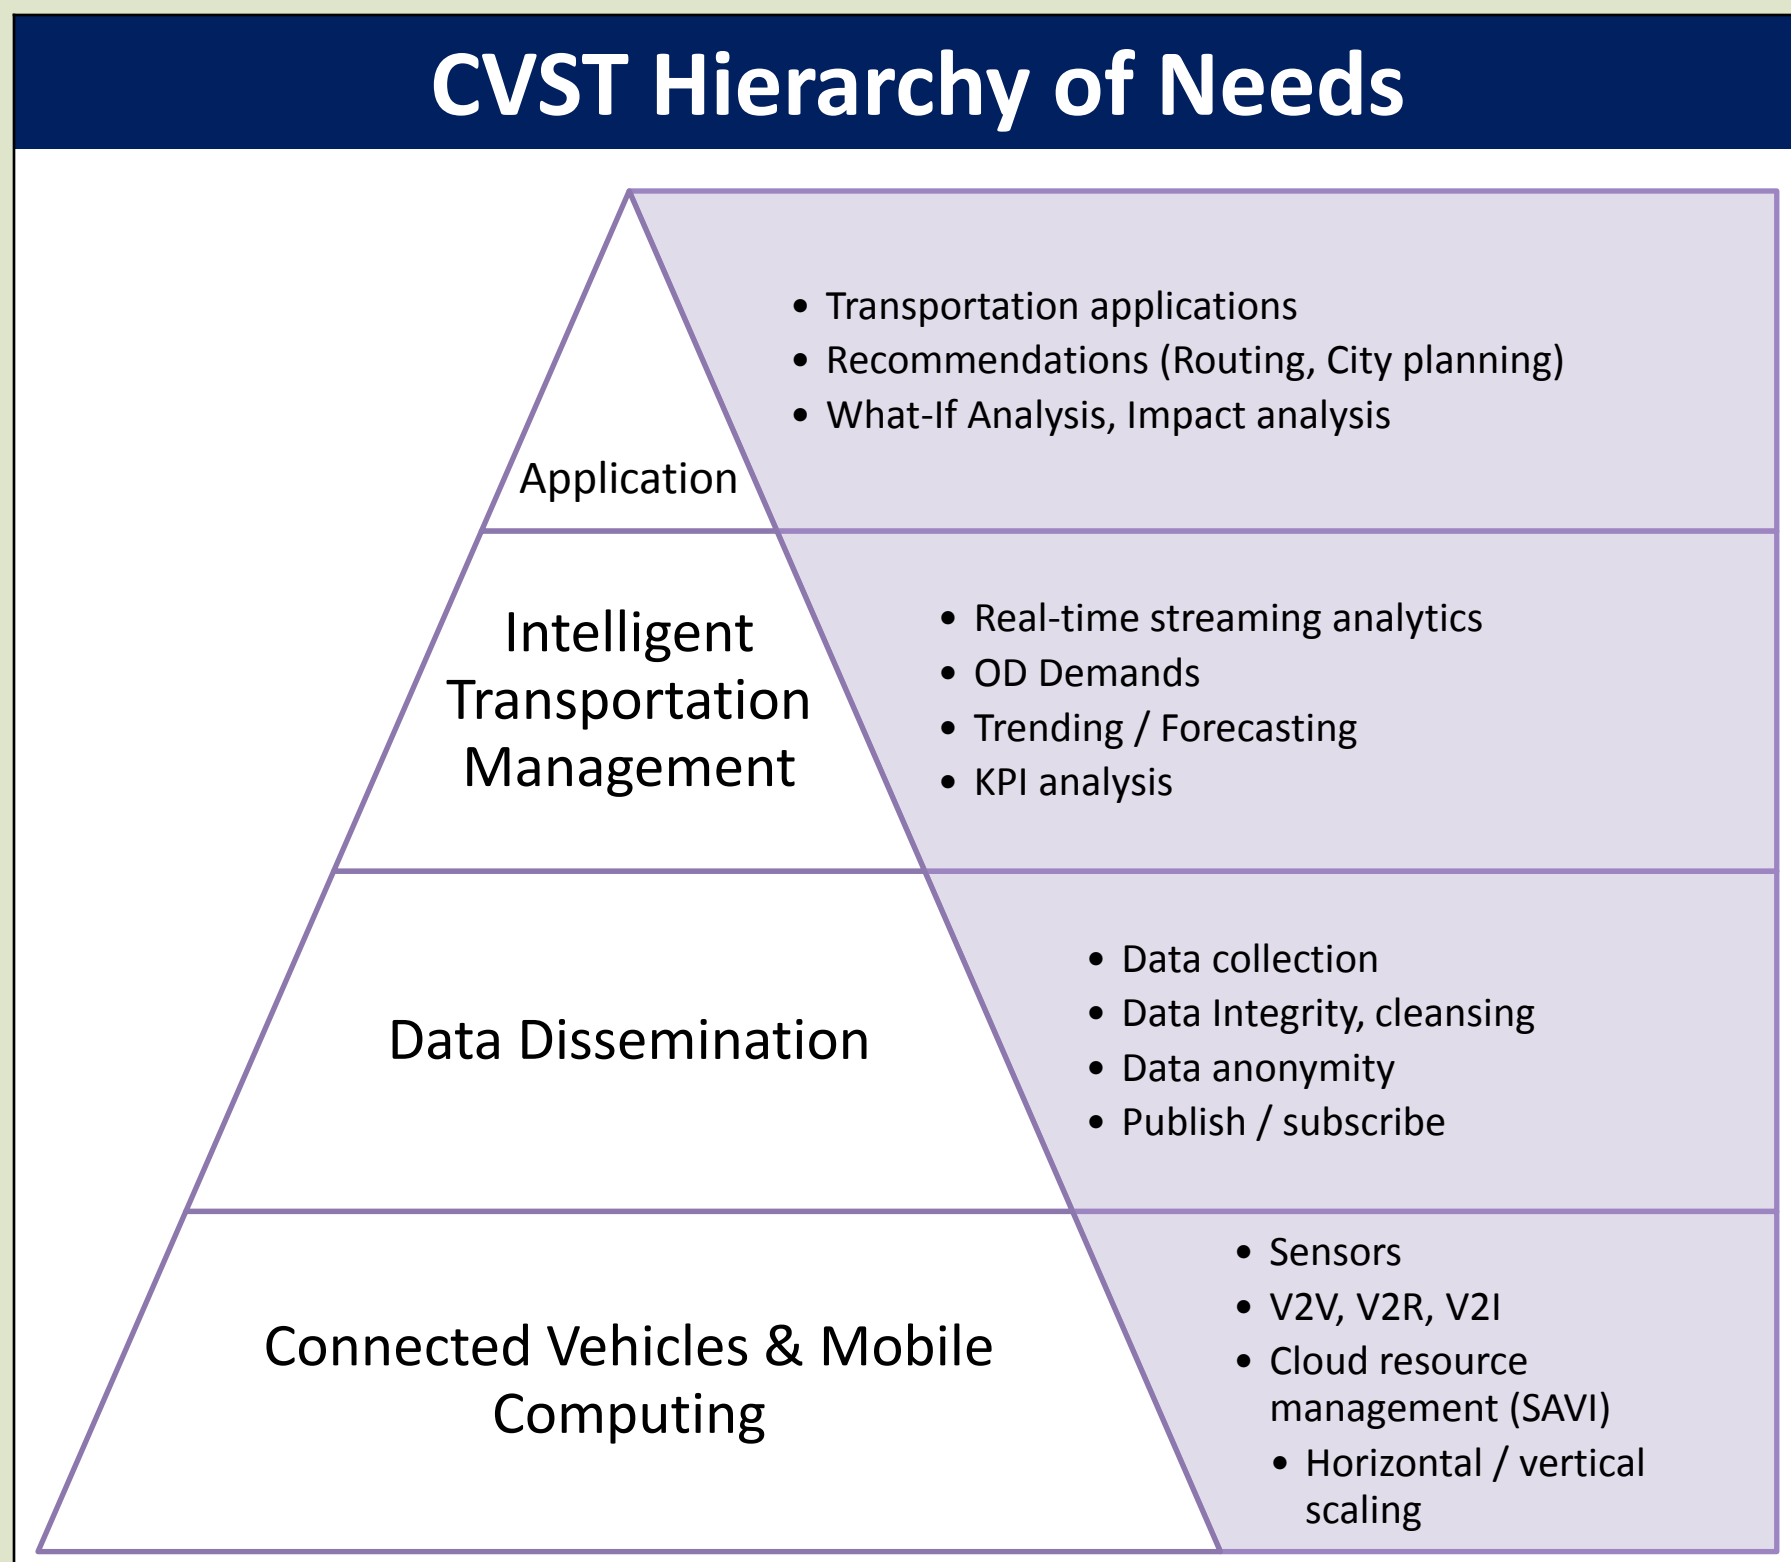 CVST Hierarchy of Needs
Application
• Transportation applications
• Recommendations (Routing, City planning)
• What-If Analysis, Impact analysis
Intelligent
Transportation
Management
• Real-time streaming analytics
• OD Demands
• Trending / Forecasting
• KPI analysis
Data Dissemination
• Data collection
• Data Integrity, cleansing
• Data anonymity
• Publish / subscribe
Connected Vehicles & Mobile
Computing
• Sensors
• V2V, V2R, V2I
• Cloud resource
management (SAVI)
• Horizontal / vertical
scaling